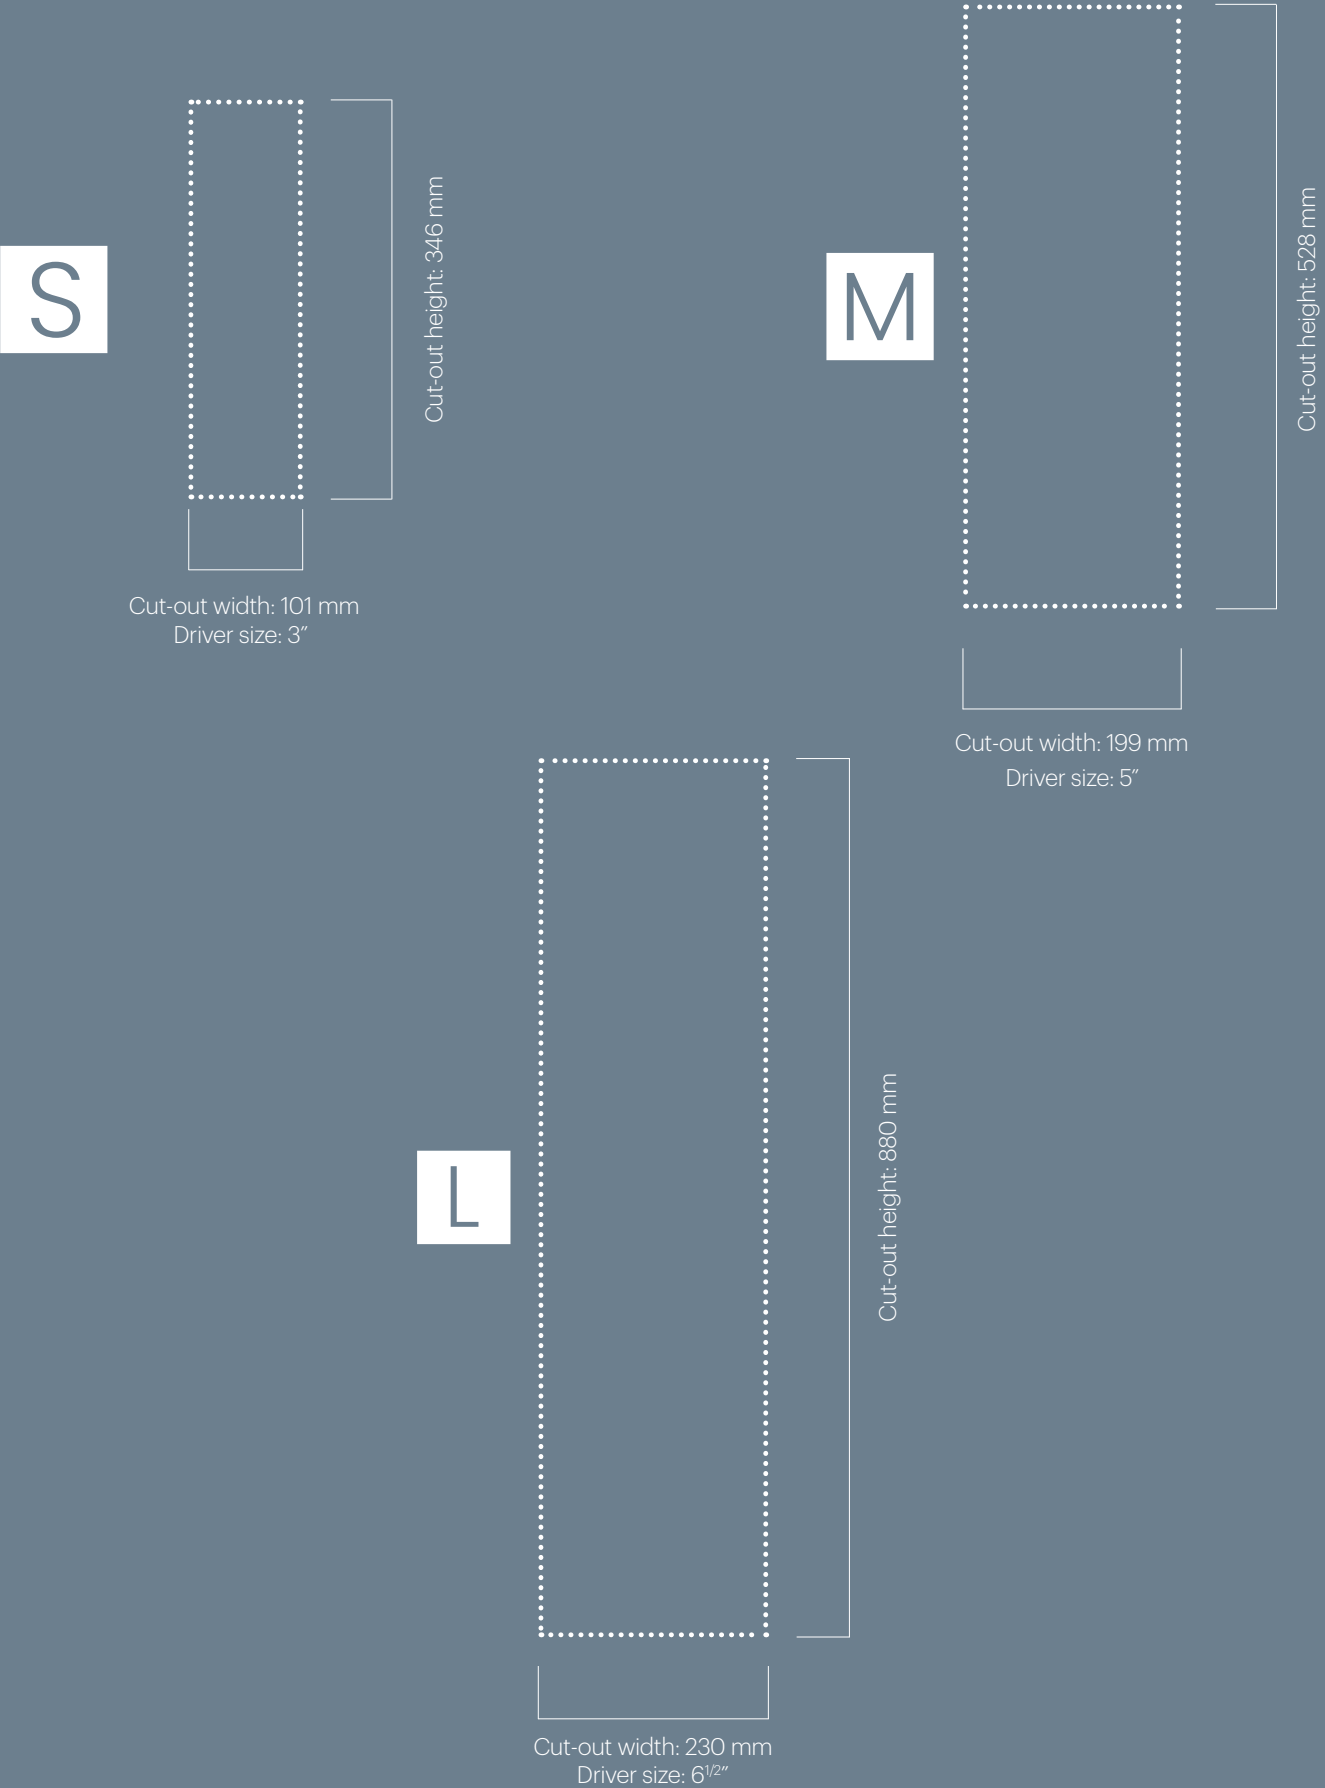 S
Cut-out height: 346 mm
Cut-out width: 101 mm
Driver size: 3″
M
Cut-out height: 528 mm
Cut-out width: 199 mm
Driver size: 5″
L
Cut-out height: 880 mm
Cut-out width: 230 mm
Driver size: 6¹/²″